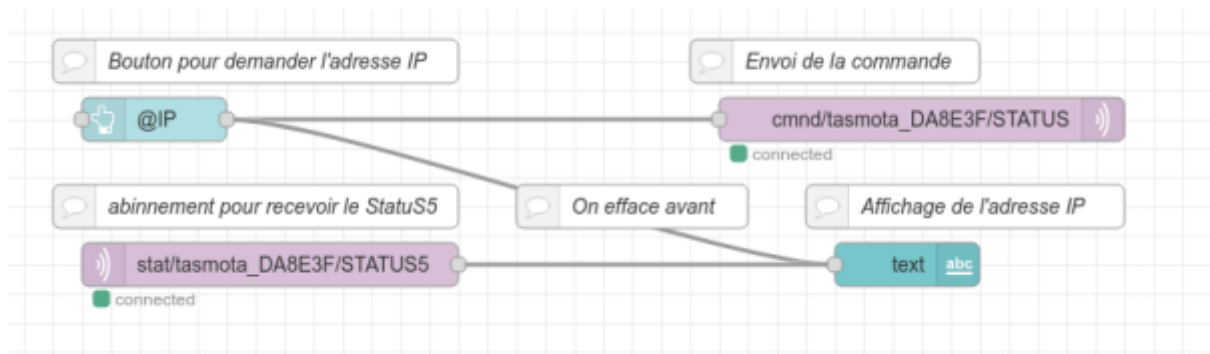 Bouton pour demander l'adresse IP
Envoi de la commande
@IP
cmnd/tasmota_DA8E3F/STATUS
connected
abinnement pour recevoir le StatuS5
On efface avant
Affichage de l'adresse IP
stat/tasmota_DA8E3F/STATUS5
text
abc
connected